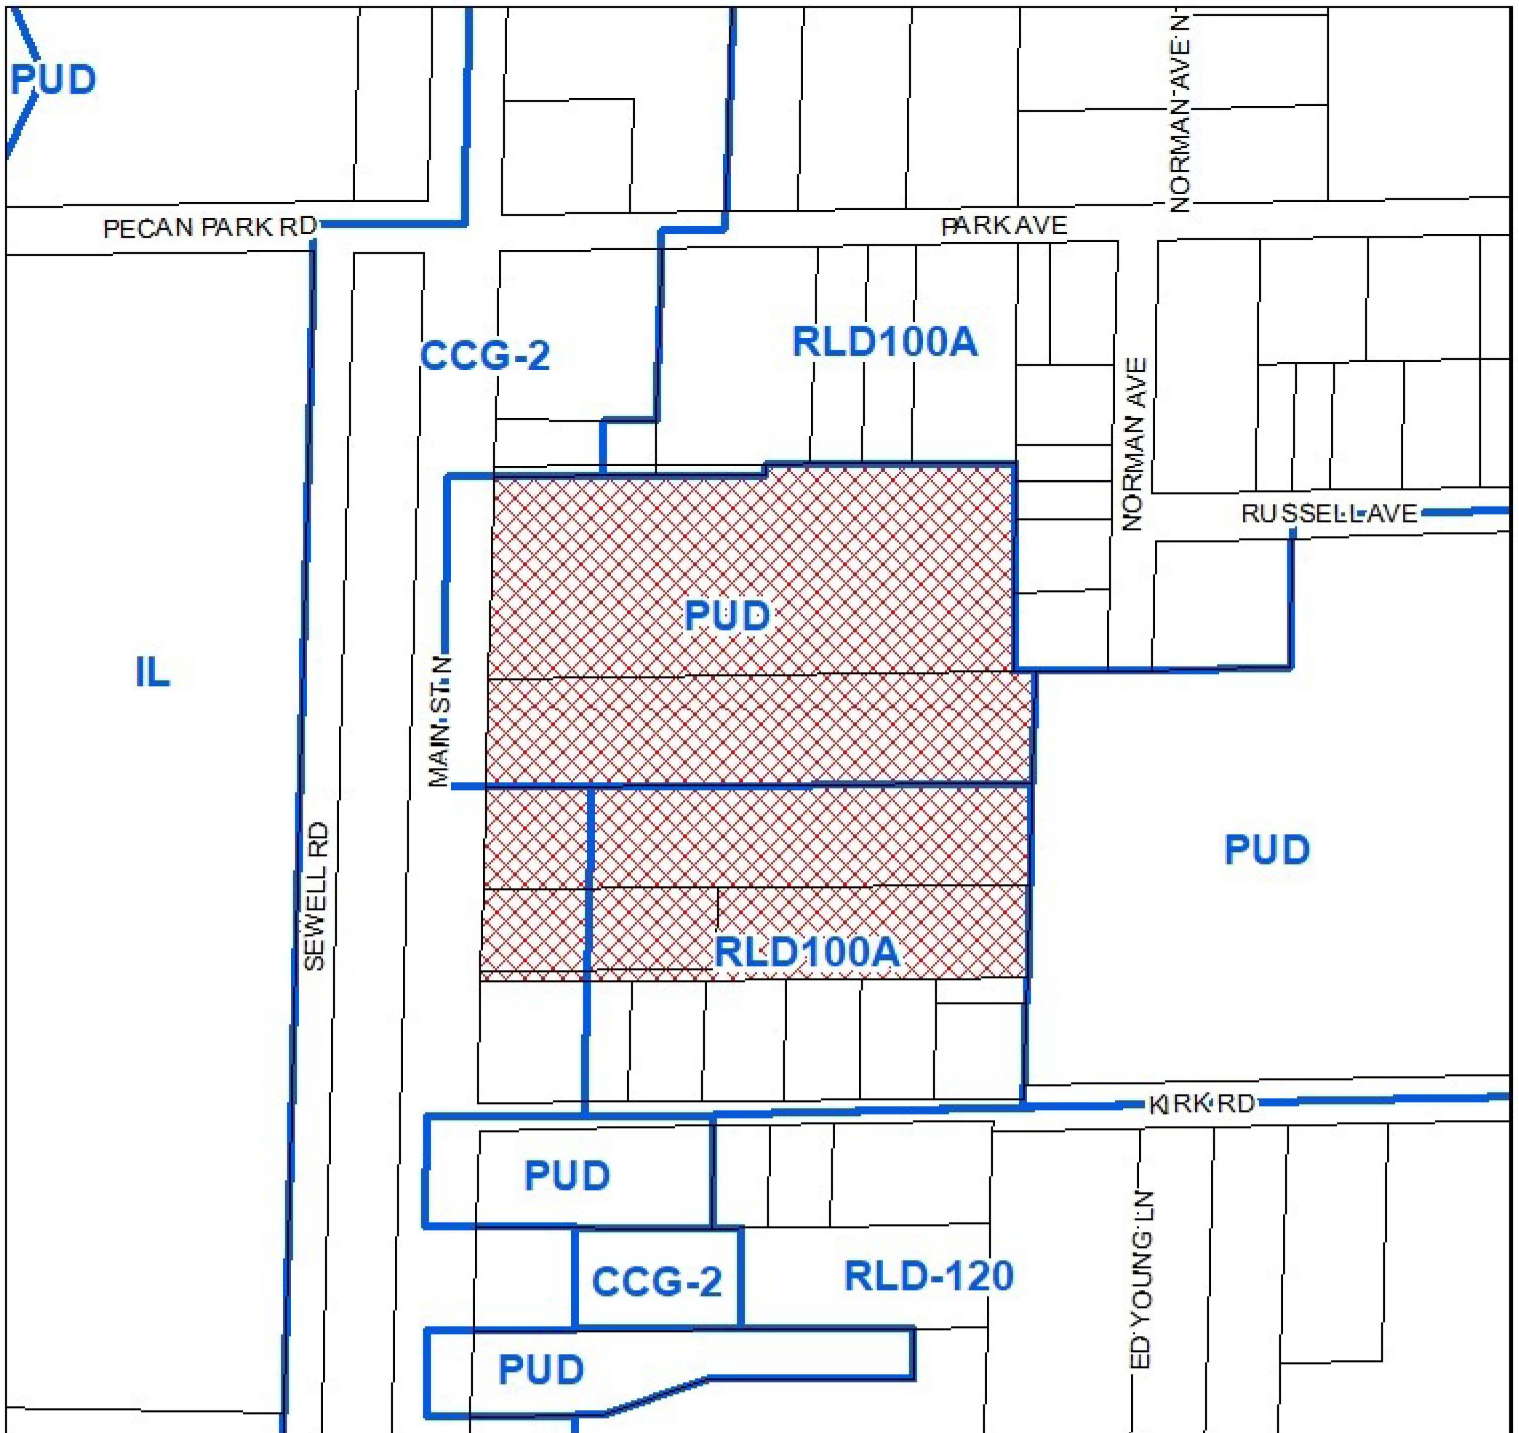 PUD
NORMAN AVE N
PECAN PARK RD
PARK AVE
CCG-2
RLD100A
NORMAN AVE
RUSSELL AVE
PUD
IL
MAIN ST N
PUD
SEWELL RD
RLD100A
KIRK RD
PUD
ED YOUNG LN
CCG-2
RLD-120
PUD